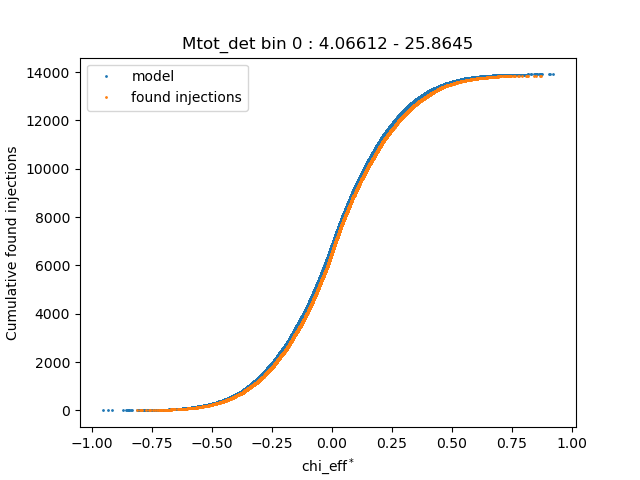 Mtot_det bin 0 : 4.06612 - 25.8645
model
found injections
Cumulative found injections
14000
12000
10000
8000
6000
4000
2000
0
−1.00 −0.75 −0.50 −0.25 0.00 0.25 0.50 0.75 1.00
chi_eff*